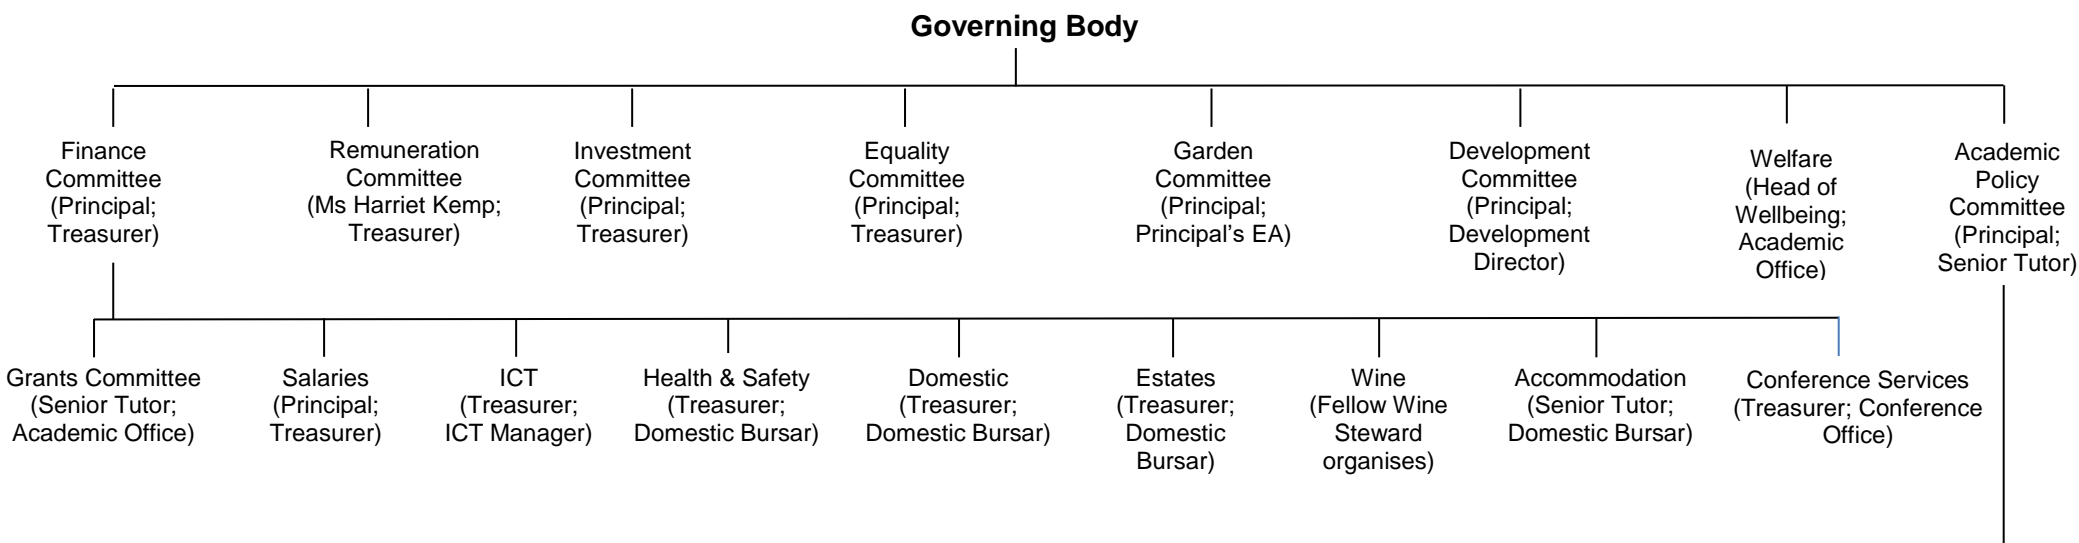 Governing Body
Finance
Committee
(Principal;
Treasurer)
Remuneration
Committee
(Ms Harriet Kemp;
Treasurer)
Investment
Committee
(Principal;
Treasurer)
Equality
Committee
(Principal;
Treasurer)
Garden
Committee
(Principal;
Principal’s EA)
Development
Committee
(Principal;
Development
Director)
Welfare
(Head of
Wellbeing;
Academic
Office)
Academic
Policy
Committee
(Principal;
Senior Tutor)
Grants Committee
(Senior Tutor;
Academic Office)
Salaries
(Principal;
Treasurer)
ICT
(Treasurer;
ICT Manager)
Health & Safety
(Treasurer;
Domestic Bursar)
Domestic
(Treasurer;
Domestic Bursar)
Estates
(Treasurer;
Domestic
Bursar)
Wine
(Fellow Wine
Steward
organises)
Accommodation
(Senior Tutor;
Domestic Bursar)
Conference Services
(Treasurer; Conference
Office)